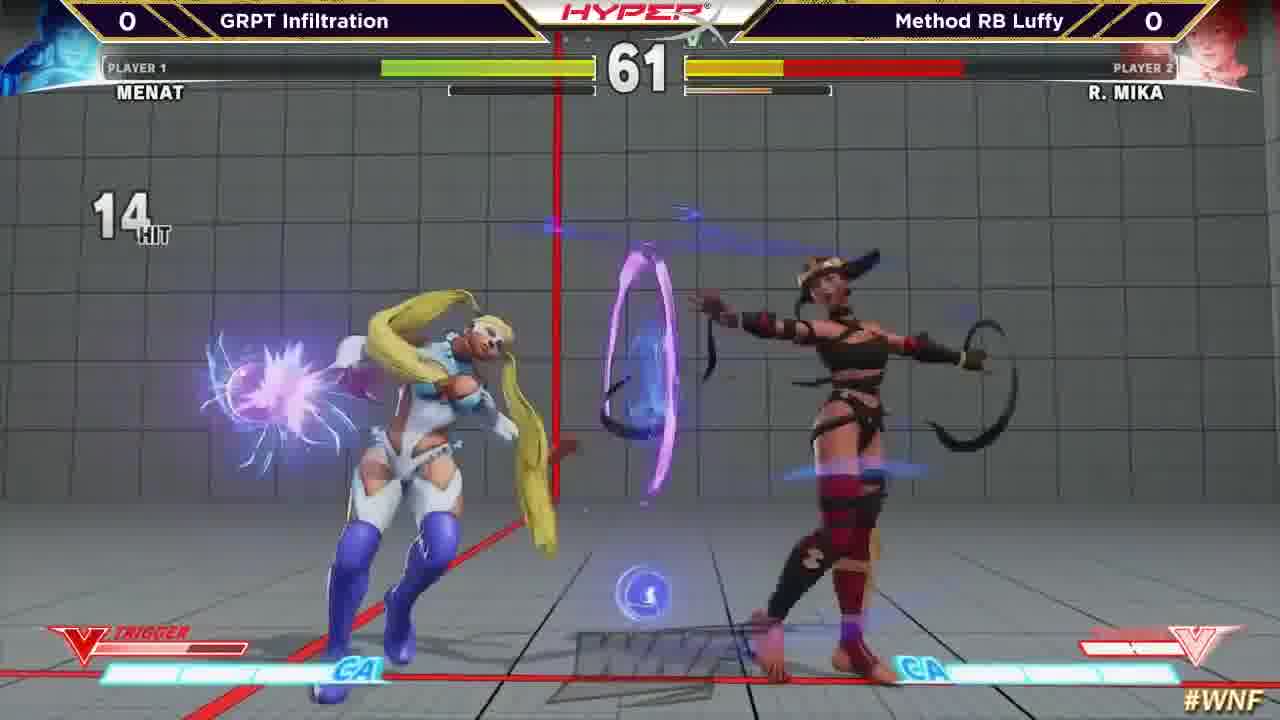 0 GRPT Infiltration HYPER X Method RB Luffy 0
PLAYER 1 61 PLAYER 2
MENAT R. MIKA
14 HIT
V TRIGGER V
CA CA
WNF
#WNF